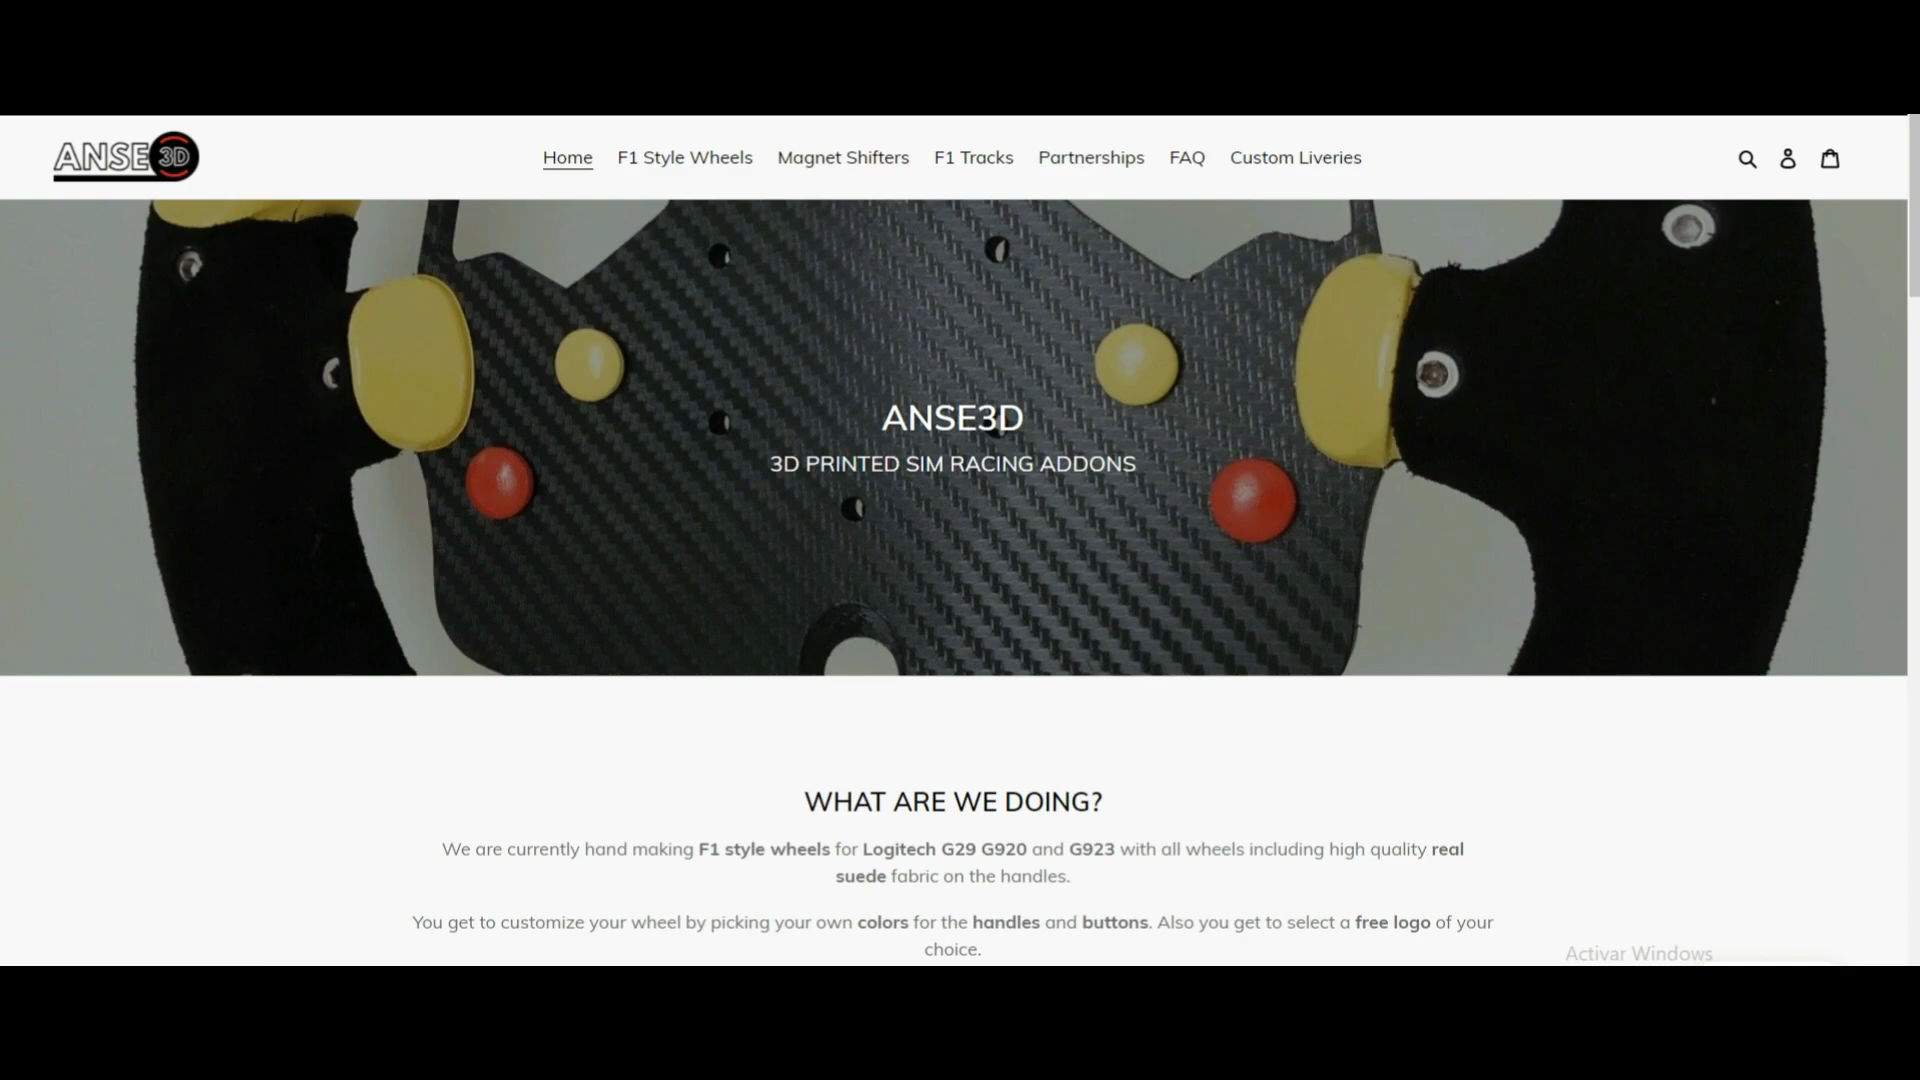 ANSE 3D
Home F1 Style Wheels Magnet Shifters F1 Tracks Partnerships FAQ Custom Liveries
ANSE3D
3D PRINTED SIM RACING ADDONS
WHAT ARE WE DOING?
We are currently hand making F1 style wheels for Logitech G29 G920 and G923 with all wheels including high quality real
suede fabric on the handles.
You get to customize your wheel by picking your own colors for the handles and buttons. Also you get to select a free logo of your
choice.
Activar Windows